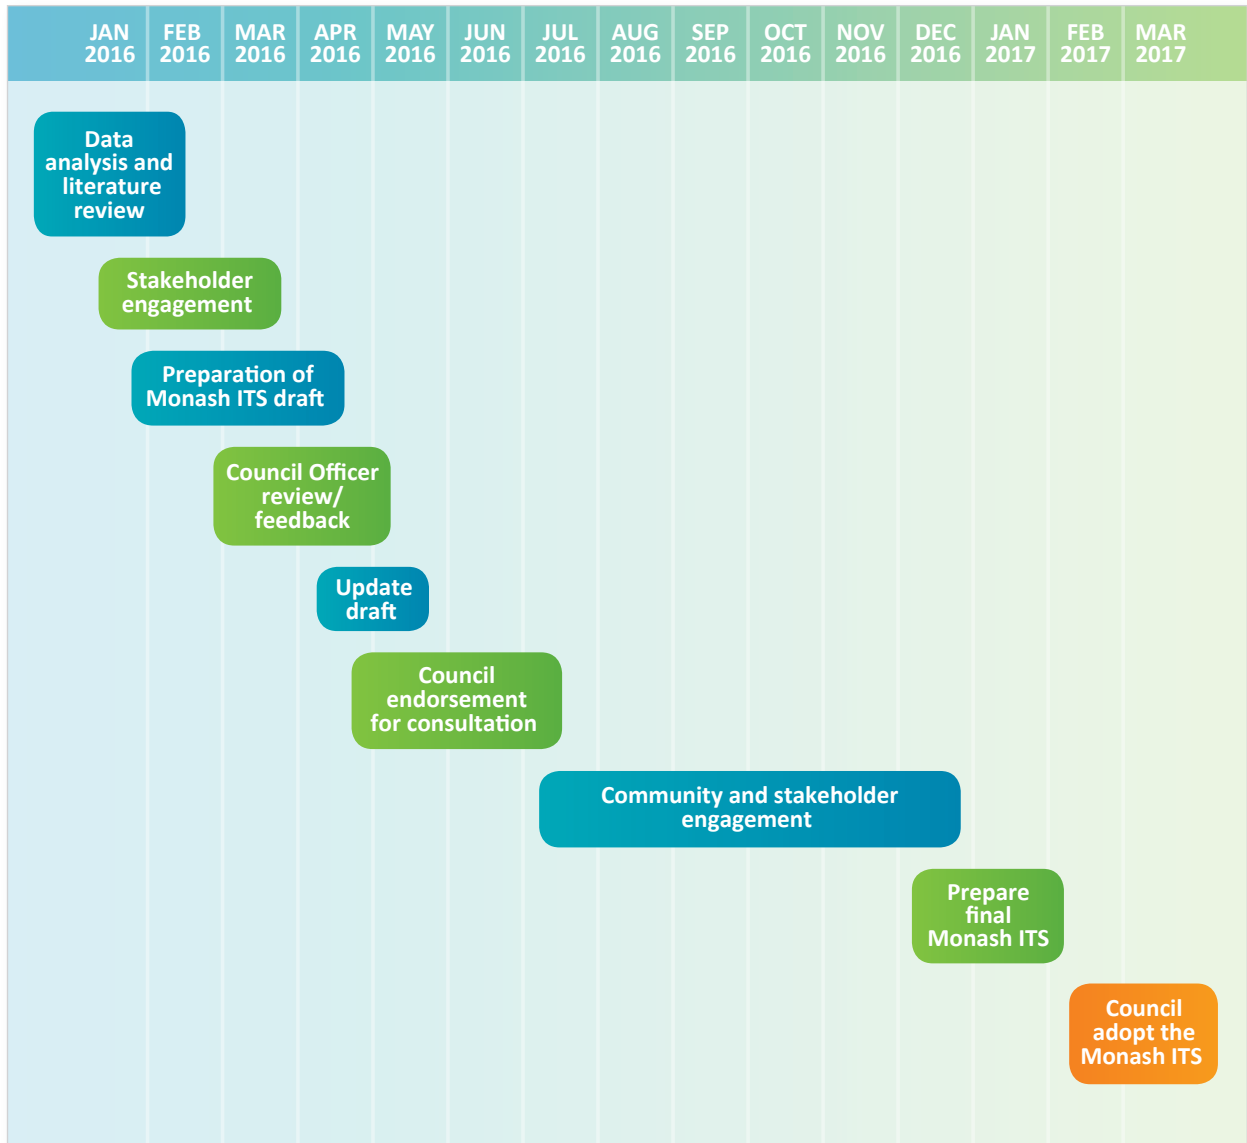 JAN FEB MAR APR MAY JUN JUL AUG SEP OCT NOV DEC JAN FEB MAR
2016 2016 2016 2016 2016 2016 2016 2016 2016 2016 2016 2016 2017 2017 2017
Data
analysis and
literature
review
Stakeholder
engagement
Preparation of
Monash ITS draft
Council Officer
review/
feedback
Update
draft
Council
endorsement
for consultation
Community and stakeholder
engagement
Prepare
final
Monash ITS
Council
adopt the
Monash ITS